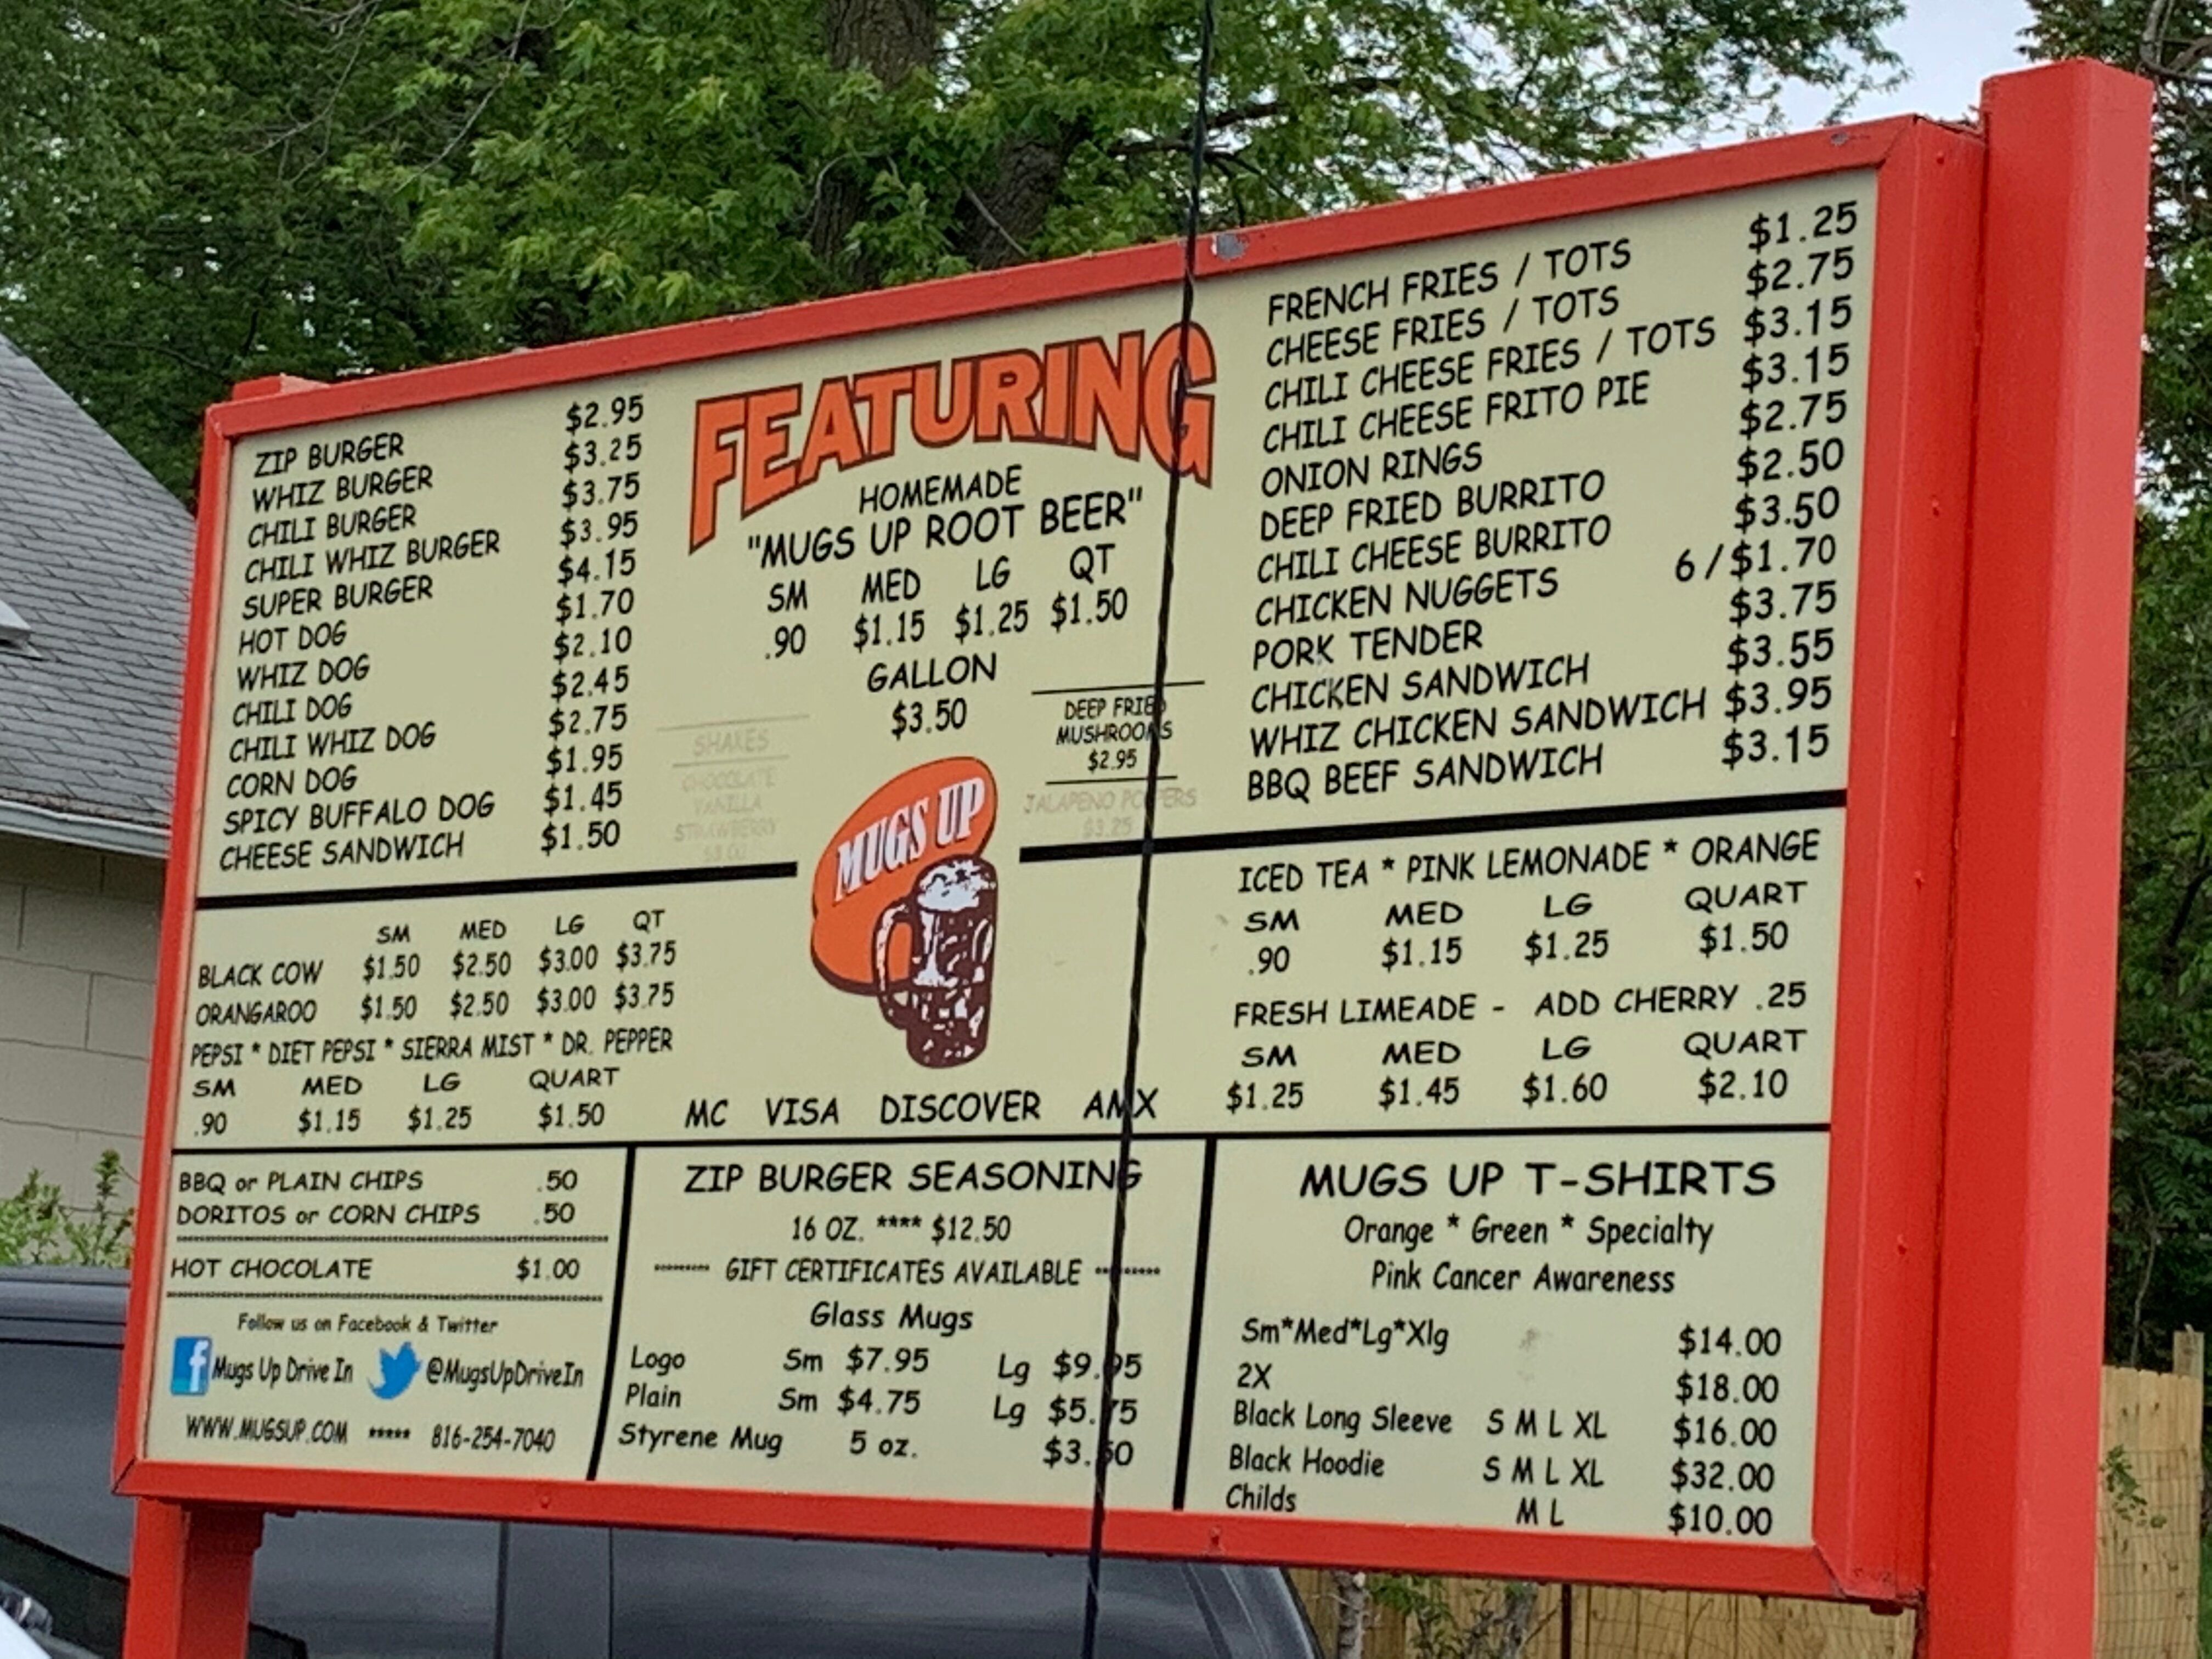 ZIP BURGER $2.95
WHIZ BURGER $3.25
CHILI BURGER $3.75
CHILI WHIZ BURGER $3.95
SUPER BURGER $4.15
HOT DOG $1.70
WHIZ DOG $2.10
CHILI DOG $2.45
CHILI WHIZ DOG $2.75
CORN DOG $1.95
SPICY BUFFALO DOG $1.45
CHEESE SANDWICH $1.50
FEATURING
HOMEMADE
"MUGS UP ROOT BEER"
SM MED LG QT
.90 $1.15 $1.25 $1.50
GALLON
$3.50
SHAKES
CHOCOLATE
VANILLA
STRAWBERRY
DEEP FRIED
MUSHROOMS
$2.95
JALAPENO POPPERS
$3.25
MUGS UP
FRENCH FRIES / TOTS $1.25
CHEESE FRIES / TOTS $2.75
CHILI CHEESE FRIES / TOTS $3.15
CHILI CHEESE FRITO PIE $3.15
ONION RINGS $2.75
DEEP FRIED BURRITO $2.50
CHILI CHEESE BURRITO $3.50
CHICKEN NUGGETS 6/$1.70
PORK TENDER $3.75
CHICKEN SANDWICH $3.55
WHIZ CHICKEN SANDWICH $3.95
BBQ BEEF SANDWICH $3.15
SM MED LG QT
BLACK COW $1.50 $2.50 $3.00 $3.75
ORANGAROO $1.50 $2.50 $3.00 $3.75
PEPSI * DIET PEPSI * SIERRA MIST * DR. PEPPER
SM MED LG QUART
.90 $1.15 $1.25 $1.50
MC VISA DISCOVER AMX
ICED TEA * PINK LEMONADE * ORANGE
SM MED LG QUART
.90 $1.15 $1.25 $1.50
FRESH LIMEADE - ADD CHERRY .25
SM MED LG QUART
$1.25 $1.45 $1.60 $2.10
BBQ or PLAIN CHIPS .50
DORITOS or CORN CHIPS .50
HOT CHOCOLATE $1.00
Follow us on Facebook & Twitter
f Mugs Up Drive In @MugsUpDriveIn
WWW.MUGSUP.COM ***** 816-254-7040
ZIP BURGER SEASONING
16 OZ. **** $12.50
GIFT CERTIFICATES AVAILABLE
Glass Mugs
Logo Sm $7.95 Lg $9.95
Plain Sm $4.75 Lg $5.75
Styrene Mug 5 oz. $3.50
MUGS UP T-SHIRTS
Orange * Green * Specialty
Pink Cancer Awareness
Sm*Med*Lg*Xlg $14.00
2X $18.00
Black Long Sleeve S M L XL $16.00
Black Hoodie S M L XL $32.00
Childs M L $10.00